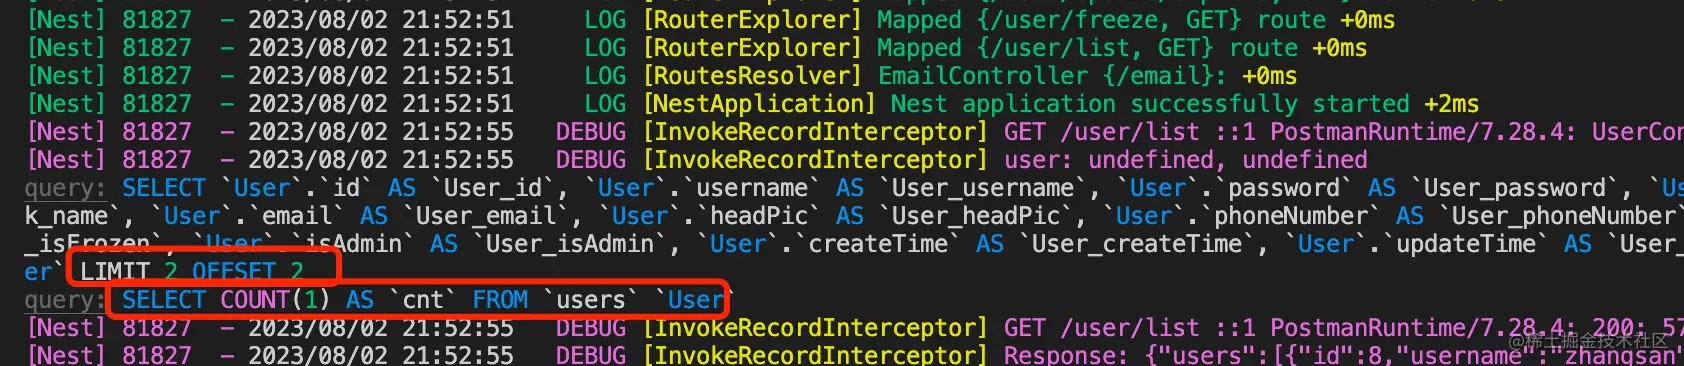 [Nest] 81827  - 2023/08/02 21:52:51     LOG [RouterExplorer] Mapped {/user/freeze, GET} route +0ms
[Nest] 81827  - 2023/08/02 21:52:51     LOG [RouterExplorer] Mapped {/user/list, GET} route +0ms
[Nest] 81827  - 2023/08/02 21:52:51     LOG [RoutesResolver] EmailController {/email}: +0ms
[Nest] 81827  - 2023/08/02 21:52:51     LOG [NestApplication] Nest application successfully started +2ms
[Nest] 81827  - 2023/08/02 21:52:55   DEBUG [InvokeRecordInterceptor] GET /user/list ::1 PostmanRuntime/7.28.4: UserCon
[Nest] 81827  - 2023/08/02 21:52:55   DEBUG [InvokeRecordInterceptor] user: undefined, undefined
query: SELECT `User`.`id` AS `User_id`, `User`.`username` AS `User_username`, `User`.`password` AS `User_password`, `Us
k_name`, `User`.`email` AS `User_email`, `User`.`headPic` AS `User_headPic`, `User`.`phoneNumber` AS `User_phoneNumber`
_isFrozen`, `User`.`isAdmin` AS `User_isAdmin`, `User`.`createTime` AS `User_createTime`, `User`.`updateTime` AS `User_
er` LIMIT 2 OFFSET 2
query: SELECT COUNT(1) AS `cnt` FROM `users` `User`
[Nest] 81827  - 2023/08/02 21:52:55   DEBUG [InvokeRecordInterceptor] GET /user/list ::1 PostmanRuntime/7.28.4: 200: 57
[Nest] 81827  - 2023/08/02 21:52:55   DEBUG [InvokeRecordInterceptor] Response: {"users":[{"id":8,"username":"zhangsan"
@稀土掘金技术社区